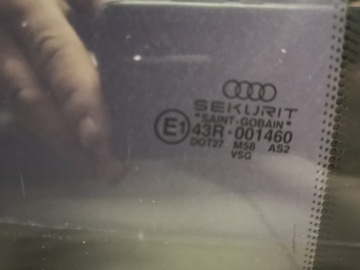 SEKURIT
"SAINT-GOBAIN"
E1 43R-001460
DOT27 M58 AS2
VSG